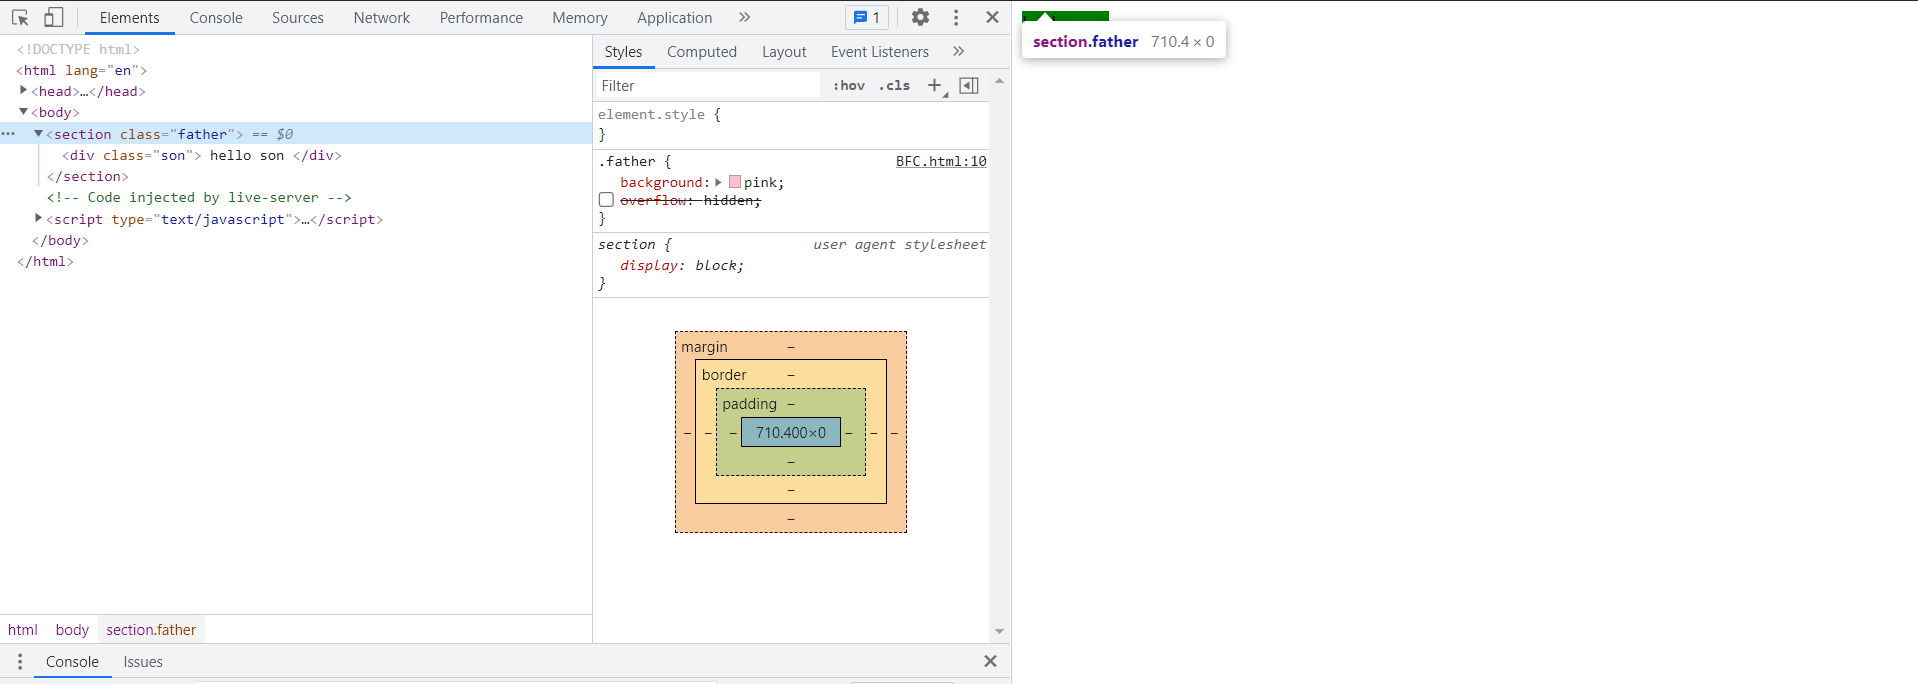 Elements Console Sources Network Performance Memory Application » 1
<!DOCTYPE html>
<html lang="en">
<head>…</head>
<body>
<section class="father"> == $0
<div class="son"> hello son </div>
</section>
<!-- Code injected by live-server -->
<script type="text/javascript">…</script>
</body>
</html>
html body section.father
Styles Computed Layout Event Listeners »
Filter :hov .cls +
element.style {
}
.father { BFC.html:10
background: pink;
overflow: hidden;
}
section { user agent stylesheet
display: block;
}
margin –
border –
padding –
– – – 710.400×0 – – –
–
–
–
Console Issues
section.father 710.4 × 0